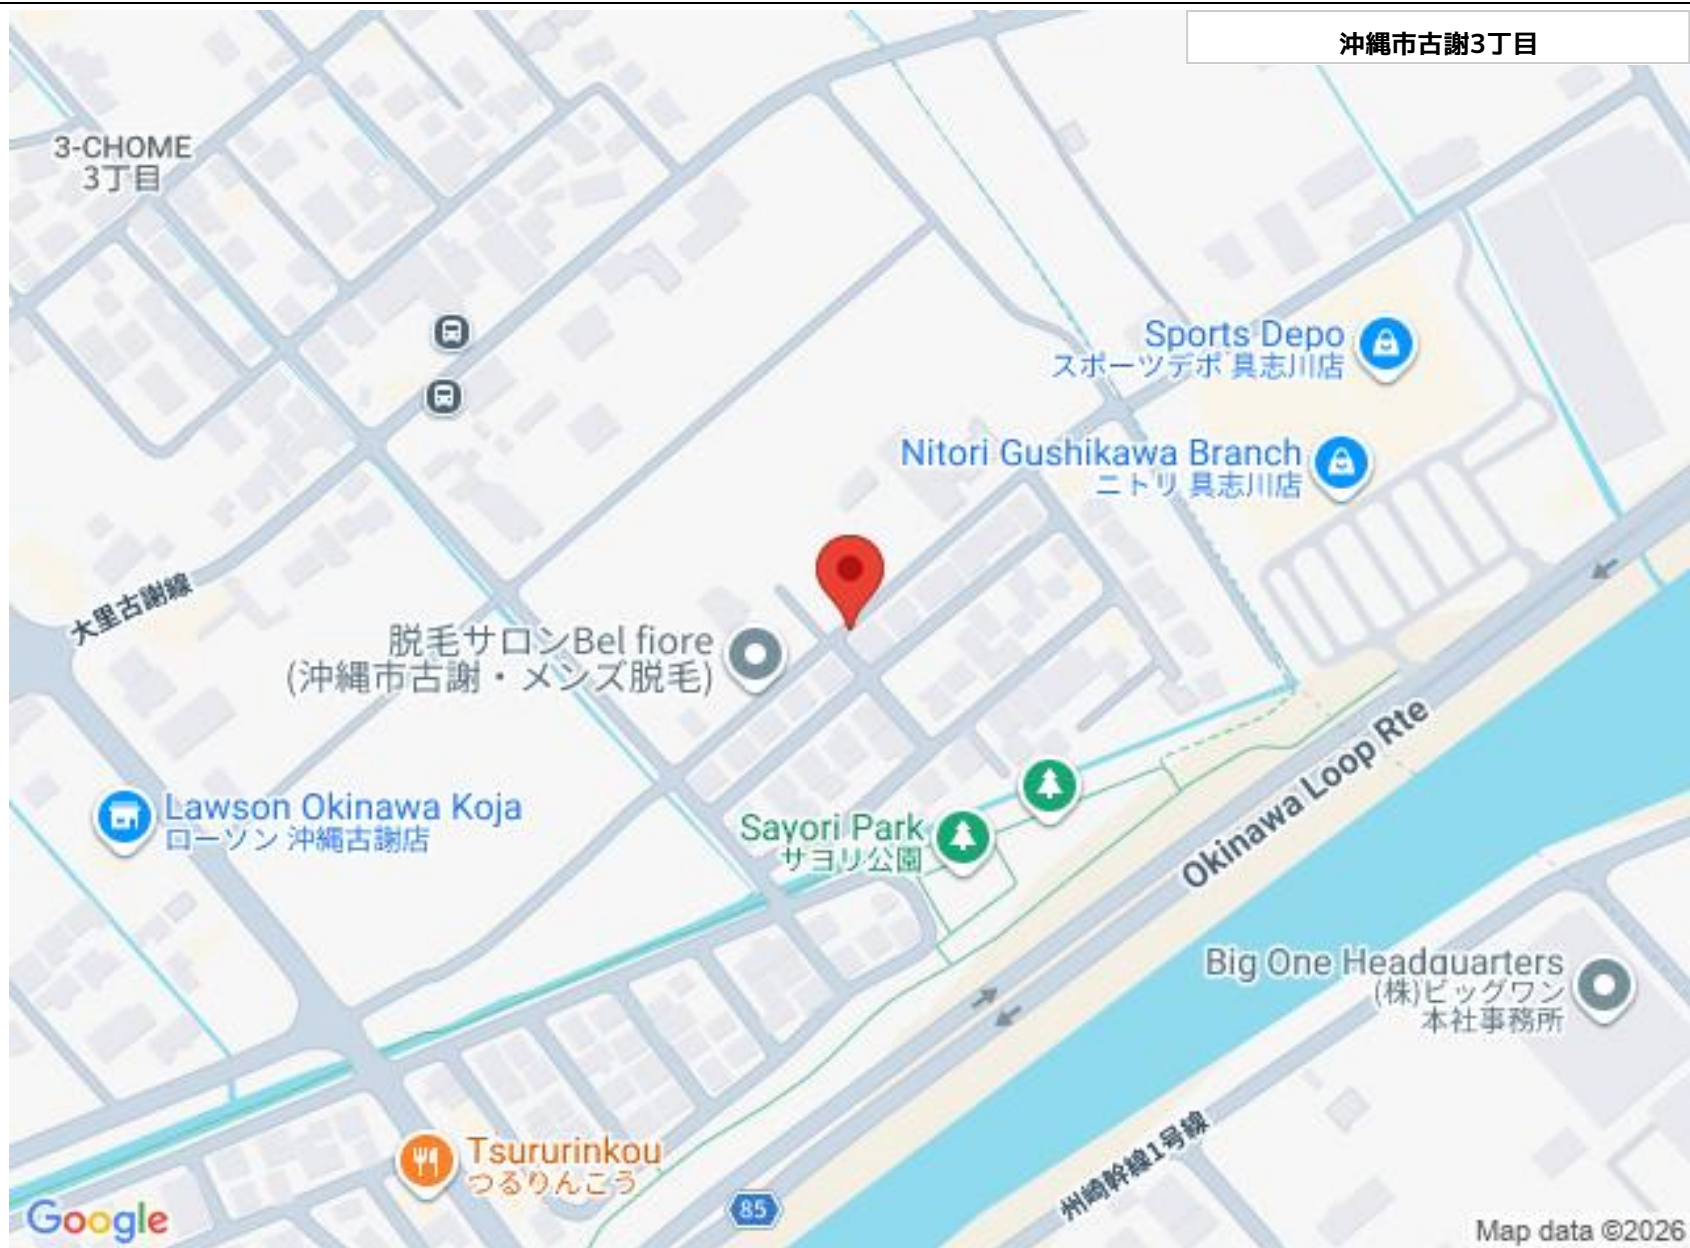 沖縄市古謝3丁目
3-CHOME
3丁目
Sports Depo
スポーツデポ 具志川店
Nitori Gushikawa Branch
ニトリ 具志川店
大里古謝線
脱毛サロンBel fiore
(沖縄市古謝・メンズ脱毛)
Okinawa Loop Rte
Lawson Okinawa Koja
ローソン 沖縄古謝店
Sayori Park
サヨリ公園
Big One Headquarters
(株)ビッグワン
本社事務所
Tsururinkou
つるりんこう
州崎幹線1号線
85
Google
Map data ©2026